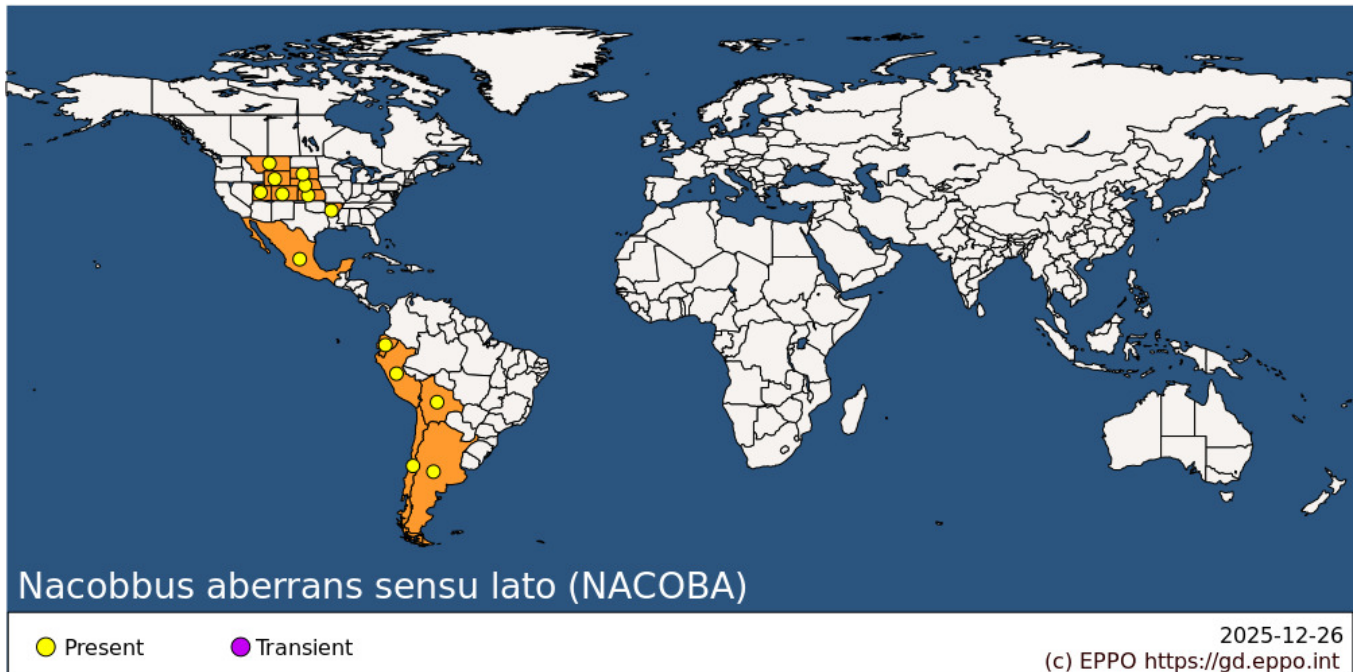 Nacobbus aberrans sensu lato (NACOBA)
Present
Transient
2025-12-26
(c) EPPO https://gd.eppo.int